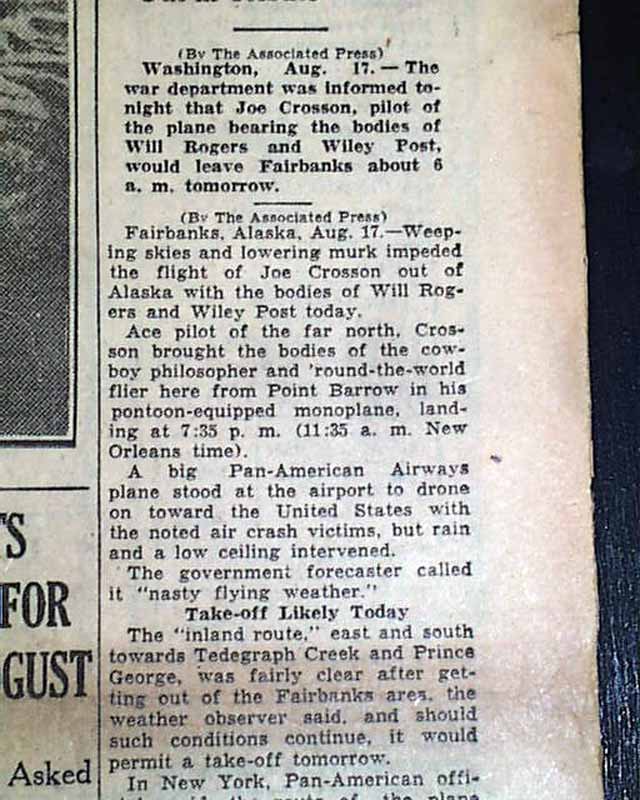 (By The Associated Press)
Washington, Aug. 17.—The
war department was informed to-
night that Joe Crosson, pilot of
the plane bearing the bodies of
Will Rogers and Wiley Post,
would leave Fairbanks about 6
a. m. tomorrow.
(By The Associated Press)
Fairbanks, Alaska, Aug. 17.—Weep-
ing skies and lowering murk impeded
the flight of Joe Crosson out of
Alaska with the bodies of Will Rog-
ers and Wiley Post today.
Ace pilot of the far north, Cros-
son brought the bodies of the cow-
boy philosopher and 'round-the-world
flier here from Point Barrow in his
pontoon-equipped monoplane, land-
ing at 7:35 p. m. (11:35 a. m. New
Orleans time).
A big Pan-American Airways
plane stood at the airport to drone
on toward the United States with
the noted air crash victims, but rain
and a low ceiling intervened.
The government forecaster called
it "nasty flying weather."
Take-off Likely Today
The "inland route," east and south
towards Tedegraph Creek and Prince
George, was fairly clear after get-
ting out of the Fairbanks area, the
weather observer said, and should
such conditions continue, it would
permit a take-off tomorrow.
In New York, Pan-American offi-
the route of the plane
'S
FOR
GUST
Asked